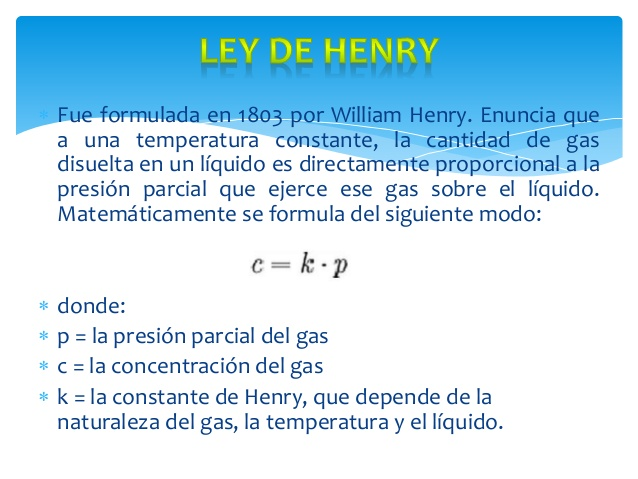 LEY DE HENRY
* Fue formulada en 1803 por William Henry. Enuncia que
a una temperatura constante, la cantidad de gas
disuelta en un líquido es directamente proporcional a la
presión parcial que ejerce ese gas sobre el líquido.
Matemáticamente se formula del siguiente modo:
c = k · p
* donde:
* p = la presión parcial del gas
* c = la concentración del gas
* k = la constante de Henry, que depende de la
naturaleza del gas, la temperatura y el líquido.